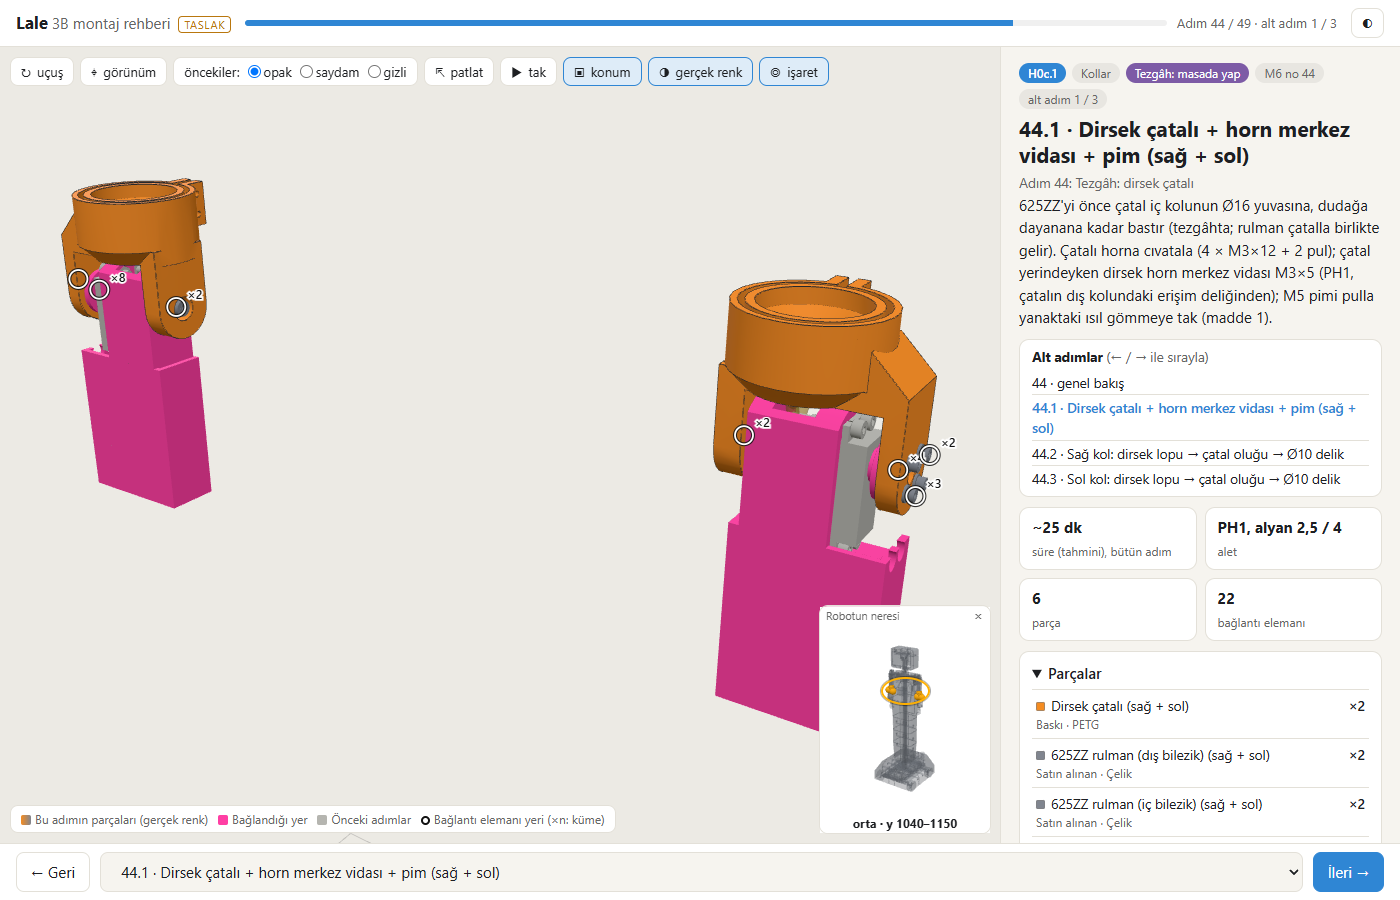 Lale 3B montaj rehberi TASLAK
Adım 44 / 49 · alt adım 1 / 3
↻ uçuş
⌖ görünüm
öncekiler: opak saydam gizli
↸ patlat
▶ tak
▣ konum
◑ gerçek renk
◎ işaret
×8
×2
×2
×2
×3
Robotun neresi ×
orta · y 1040–1150
Bu adımın parçaları (gerçek renk) Bağlandığı yer Önceki adımlar Bağlantı elemanı yeri (×n: küme)
H0c.1 Kollar Tezgâh: masada yap M6 no 44
alt adım 1 / 3
44.1 · Dirsek çatalı + horn merkez
vidası + pim (sağ + sol)
Adım 44: Tezgâh: dirsek çatalı
625ZZ'yi önce çatal iç kolunun Ø16 yuvasına, dudağa
dayanana kadar bastır (tezgâhta; rulman çatalla birlikte
gelir). Çatalı horna cıvatala (4 × M3×12 + 2 pul); çatal
yerindeyken dirsek horn merkez vidası M3×5 (PH1,
çatalın dış kolundaki erişim deliğinden); M5 pimi pulla
yanaktaki ısıl gömmeye tak (madde 1).
Alt adımlar (← / → ile sırayla)
44 · genel bakış
44.1 · Dirsek çatalı + horn merkez vidası + pim (sağ +
sol)
44.2 · Sağ kol: dirsek lopu → çatal oluğu → Ø10 delik
44.3 · Sol kol: dirsek lopu → çatal oluğu → Ø10 delik
~25 dk
süre (tahmini), bütün adım
PH1, alyan 2,5 / 4
alet
6
parça
22
bağlantı elemanı
▼ Parçalar
Dirsek çatalı (sağ + sol) ×2
Baskı · PETG
625ZZ rulman (dış bilezik) (sağ + sol) ×2
Satın alınan · Çelik
625ZZ rulman (iç bilezik) (sağ + sol) ×2
Satın alınan · Çelik
← Geri
44.1 · Dirsek çatalı + horn merkez vidası + pim (sağ + sol)
İleri →